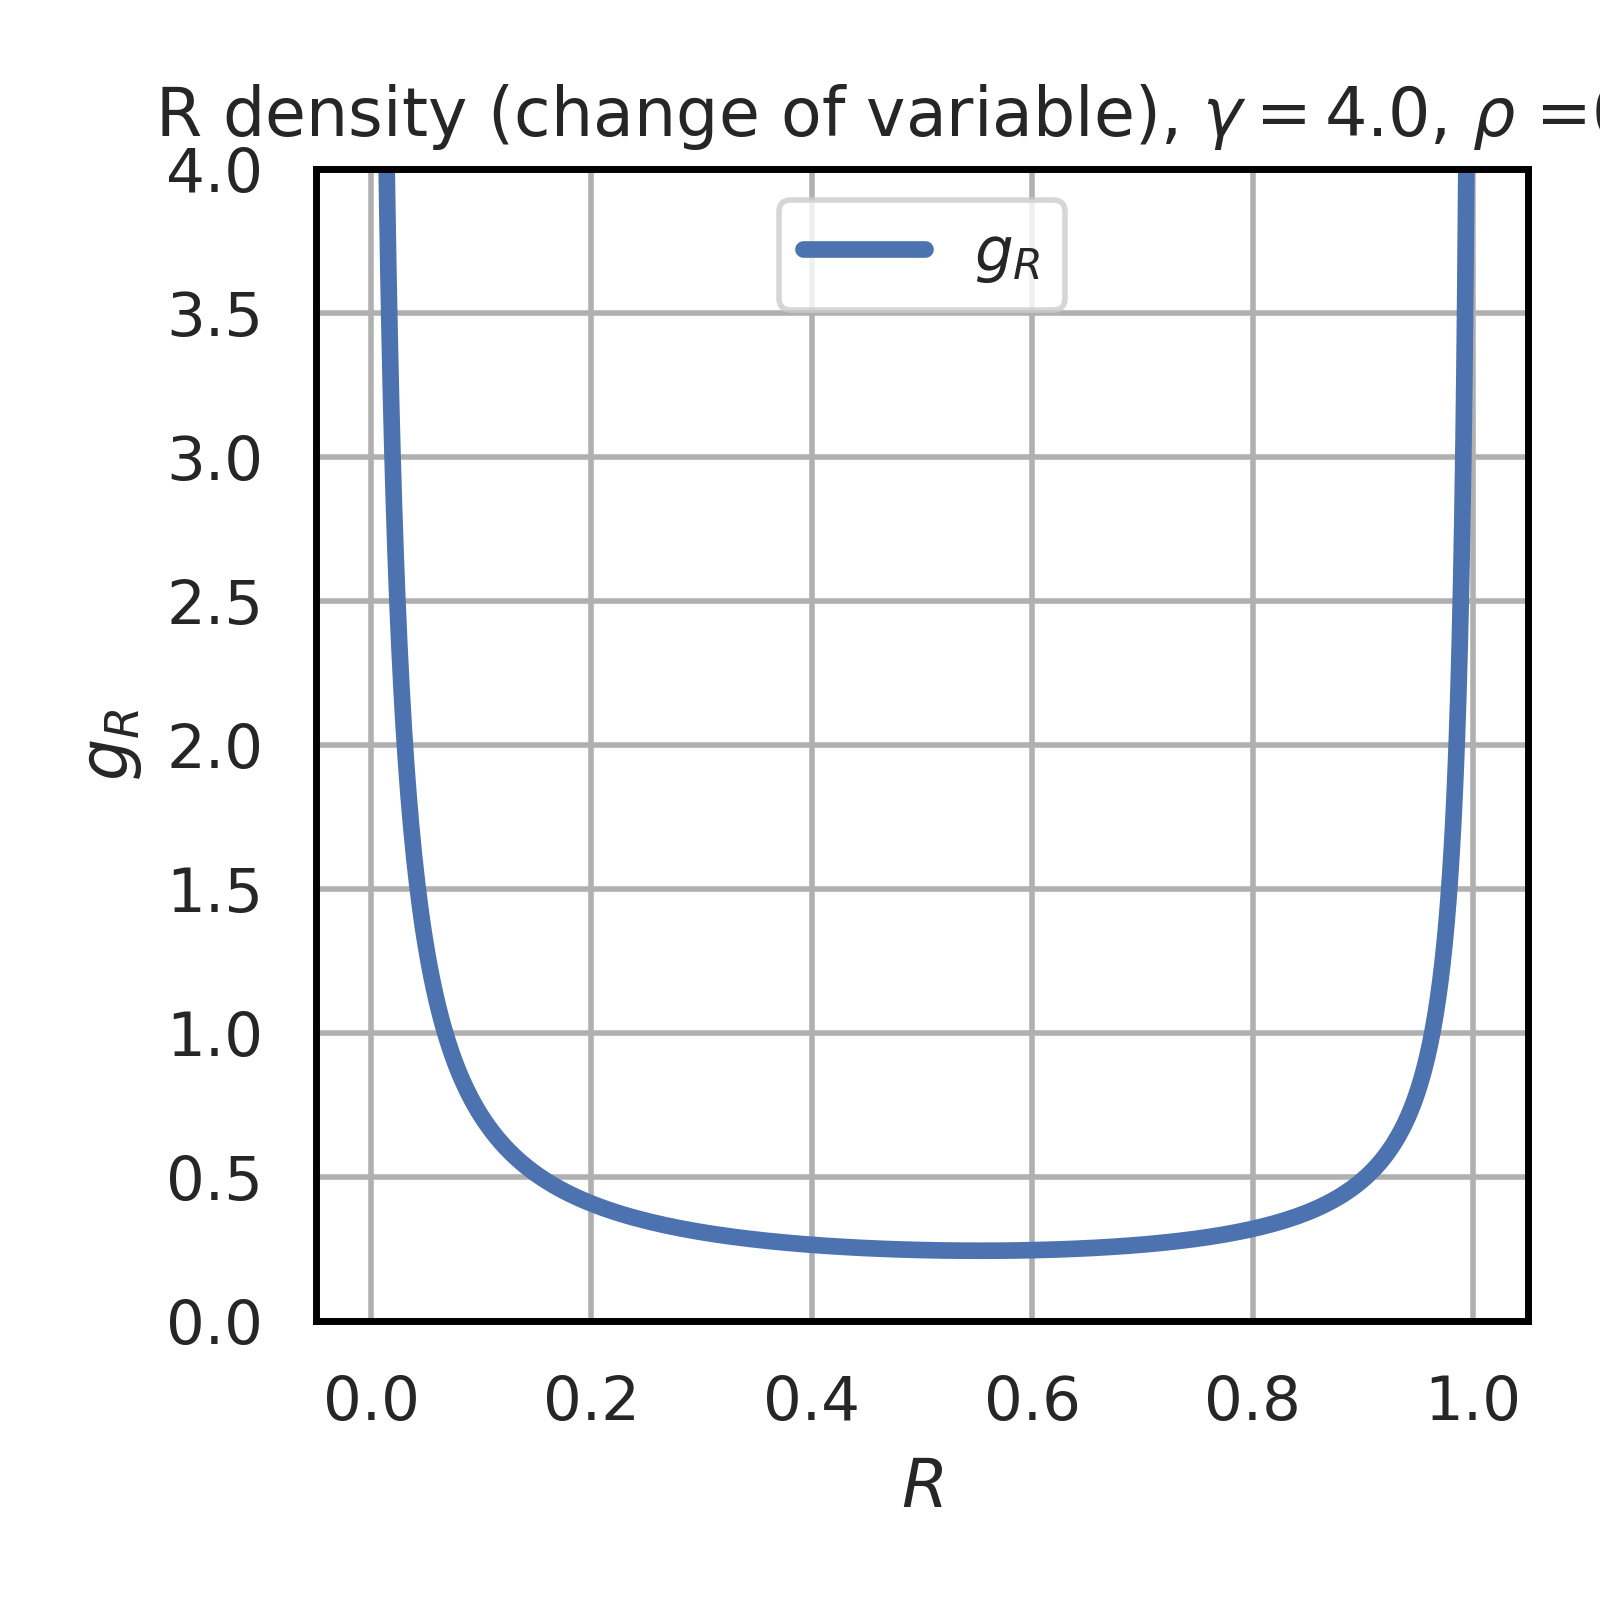 R density (change of variable), γ = 4.0, ρ =
4.0
3.5
3.0
2.5
2.0
1.5
1.0
0.5
0.0
g_R
g_R
0.0 0.2 0.4 0.6 0.8 1.0
R